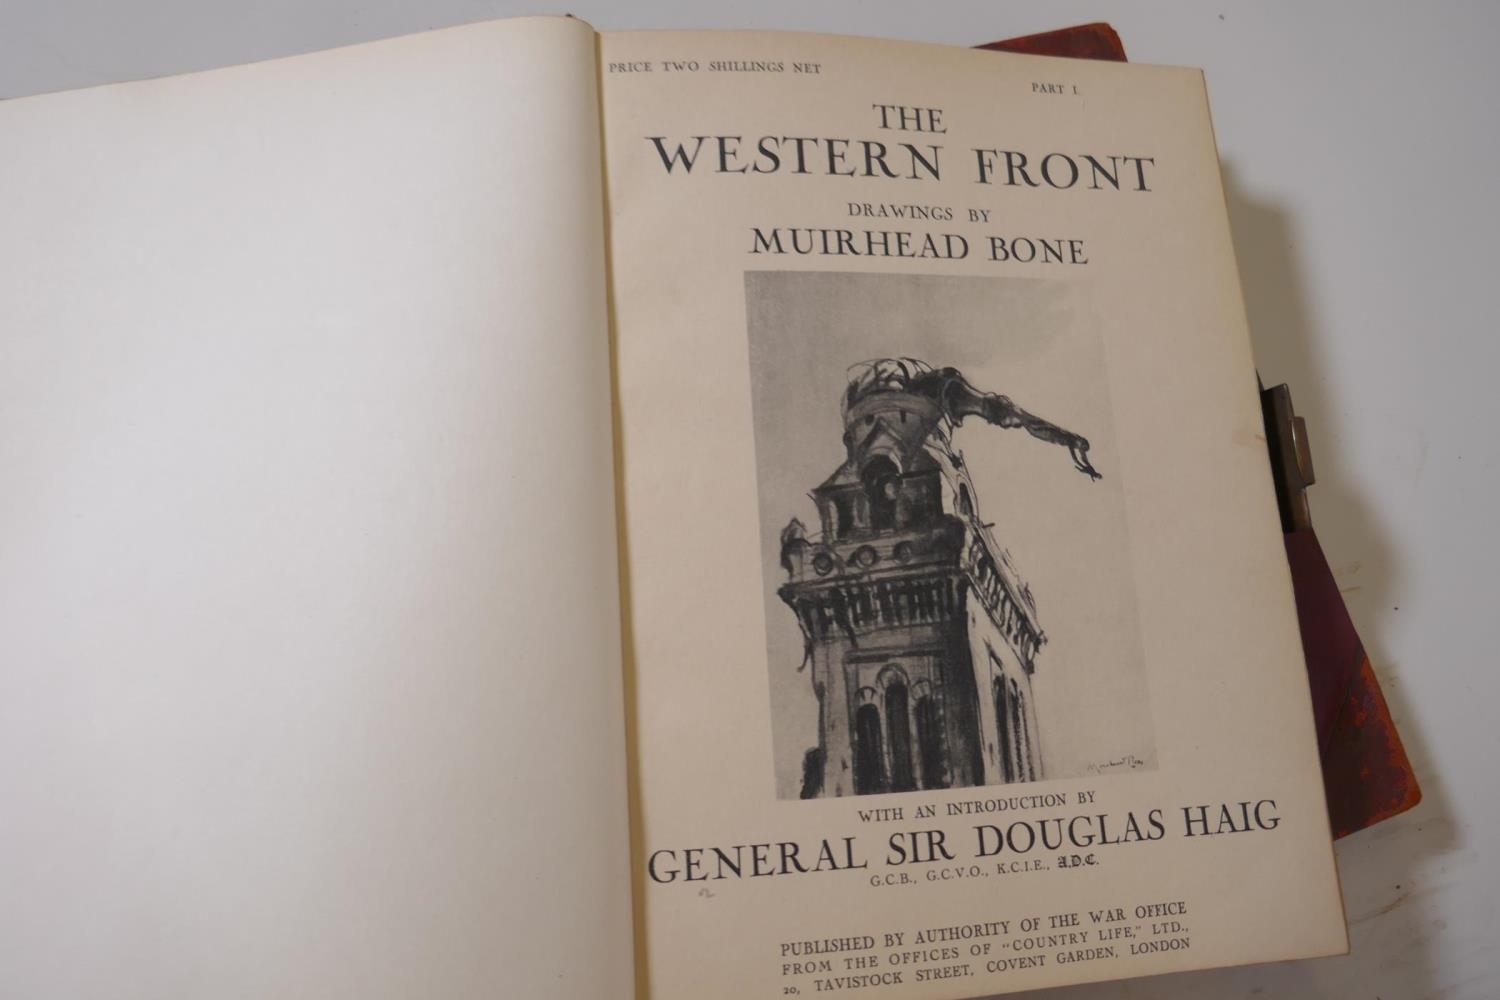 PRICE TWO SHILLINGS NET
PART I.
THE
WESTERN FRONT
DRAWINGS BY
MUIRHEAD BONE
Muirhead Bone
WITH AN INTRODUCTION BY
GENERAL SIR DOUGLAS HAIG
G.C.B., G.C.V.O., K.C.I.E., A.D.C.
PUBLISHED BY AUTHORITY OF THE WAR OFFICE
FROM THE OFFICES OF "COUNTRY LIFE," LTD.,
20, TAVISTOCK STREET, COVENT GARDEN, LONDON